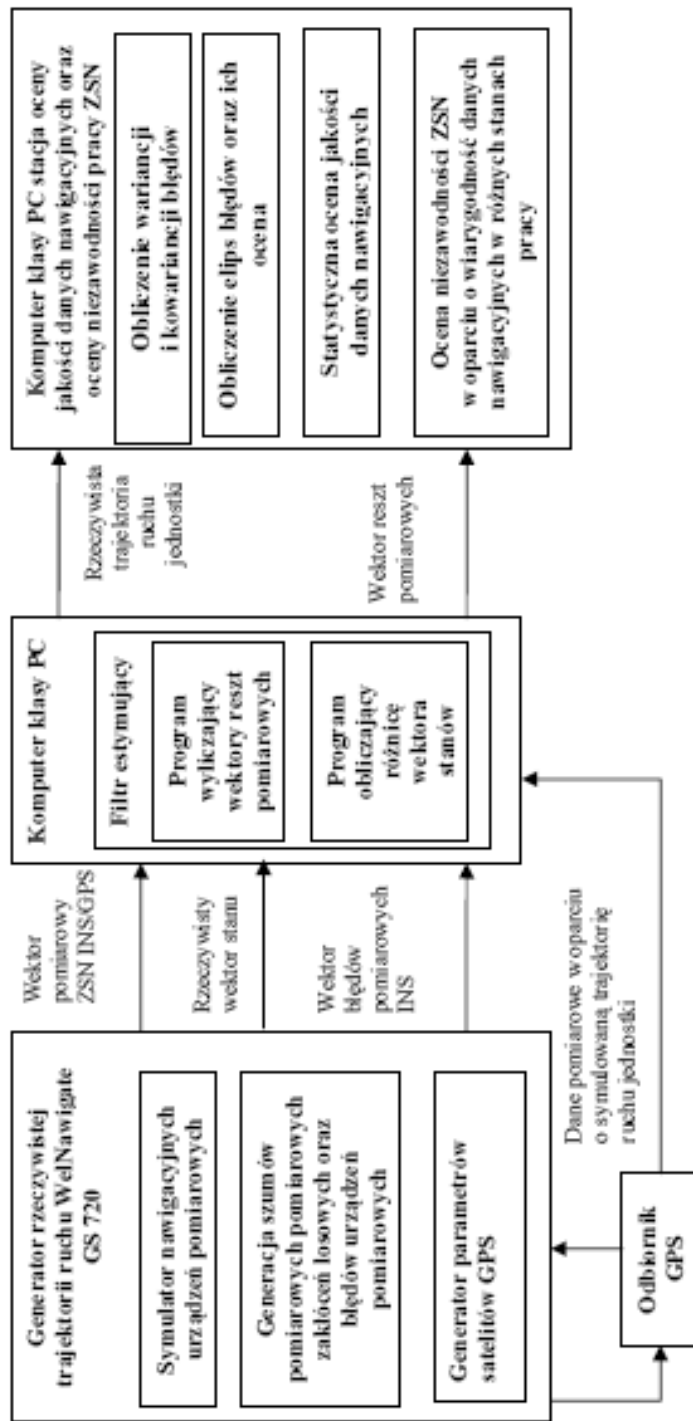 Generator rzeczywistej
trajektorii ruchu WelNawigate
GS 720
Symulator nawigacyjnych
urządzeń pomiarowych
Generacja szumów
pomiarowych pomiarowych
zakłóceń losowych oraz
błędów urządzeń
pomiarowych
Generator parametrów
satelitów GPS
Odbiornik
GPS
Wektor
pomiarowy
ZSN INS/GPS
Rzeczywisty
wektor stanu
Wektor
błędów
pomiarowych
INS
Dane pomiarowe w oparciu
o symulowaną trajektorię
ruchu jednostki
Komputer klasy PC
Filtr estymujący
Program
wyliczający
wektory reszt
pomiarowych
Program
obliczający
różnicę
wektora
stanów
Rzeczywista
trajektoria
ruchu
jednostki
Wektor reszt
pomiarowych
Komputer klasy PC stacja oceny
jakości danych nawigacyjnych oraz
oceny niezawodności pracy ZSN
Obliczenie wariancji
i kowariancji błędów
Obliczenie elips błędów oraz ich
ocena
Statystyczna ocena jakości
danych nawigacyjnych
Ocena niezawodności ZSN
w oparciu o wiarygodność danych
nawigacyjnych w różnych stanach
pracy